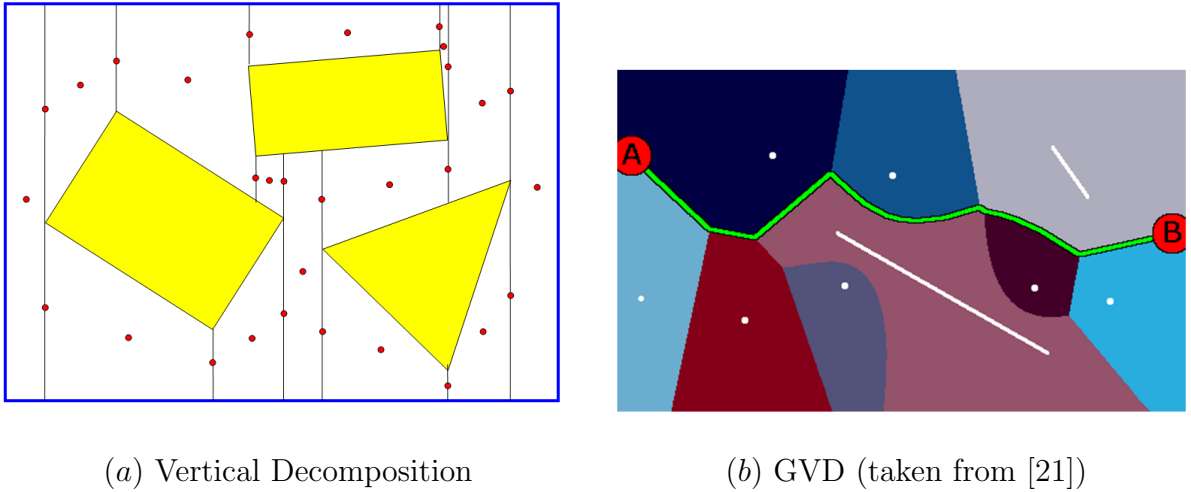 A
B
(a) Vertical Decomposition
(b) GVD (taken from [21])